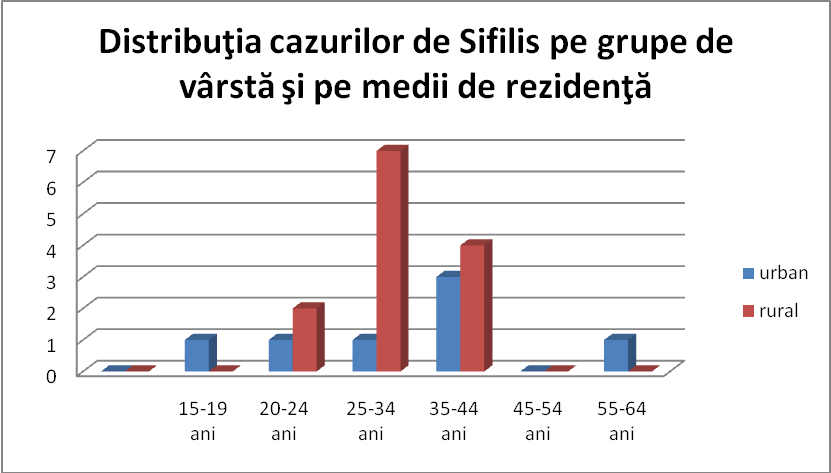 Distribuţia cazurilor de Sifilis pe grupe de
vârstă şi pe medii de rezidenţă
7
6
5
4
3
2
1
0
15-19
ani
20-24
ani
25-34
ani
35-44
ani
45-54
ani
55-64
ani
urban
rural